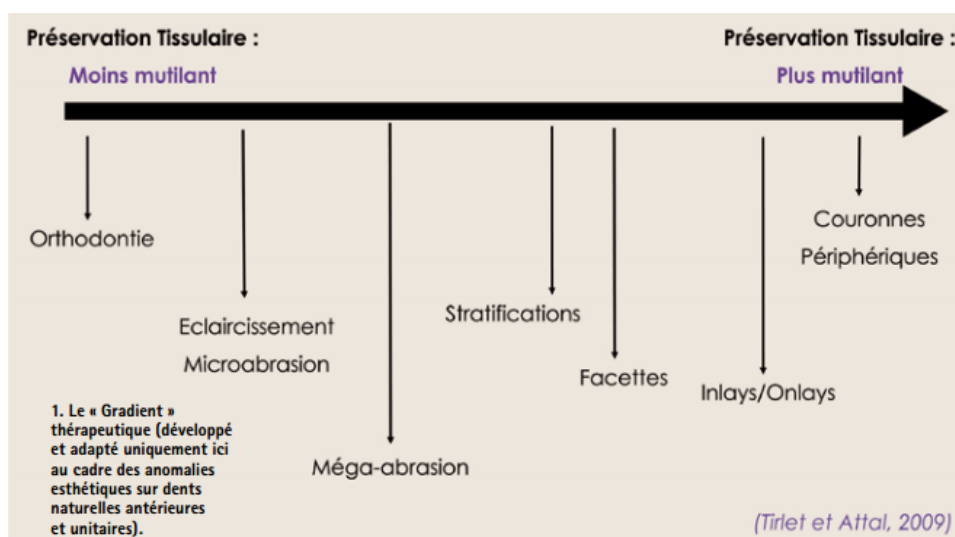 Préservation Tissulaire :
Moins mutilant
Préservation Tissulaire :
Plus mutilant
Orthodontie
Eclaircissement
Microabrasion
Méga-abrasion
Stratifications
Facettes
Inlays/Onlays
Couronnes
Périphériques
1. Le « Gradient »
thérapeutique (développé
et adapté uniquement ici
au cadre des anomalies
esthétiques sur dents
naturelles antérieures
et unitaires).
(Tirlet et Attal, 2009)